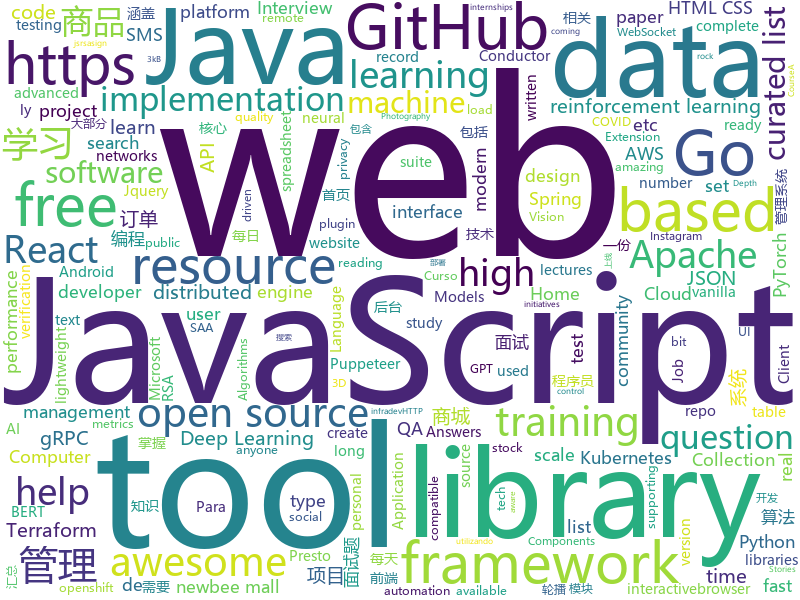 code
testing
涵盖
商品
SMS
platform
Interview
remote
Java
GitHub
internships
相关
paper
Conductor
data
HTML CSS
WebSocket
complete
Computer
rock
coming
https
advanced
ly
record
learning
implementation
machine
written
reinforcement learning
curated list
project
大部分
learn
neural
包含
load
quality
COVID
etc
ready
学习
search
networks
核心
API
spreadsheet
包括
modern
Extension
AWS
amazing
software
web
suite
privacy
design
Spring
Vision
number
set
Go
管理系统
free
订单
Jquery
首页
driven
plugin
interface
website
reading
技术
一份
Instagram
Depth
based
React
编程
public
每日
Android
resource
high
Curso
部署
Home
lectures
Apache
PyTorch
developer
distributed
engine
Models
Cloud
JSON
vanilla
performance
lightweight
text
user
SAA
Language
后台
study
上线
搜索
initiatives
verification
Microsoft
RSA
Algorithms
3D
GPT
used
面试
test
程序员
control
community
bit
Job
UI
Client
JavaScript
management
open source
infradevHTTP
Puppeteer
repo
table
AI
metrics
gRPC
Deep Learning
QA
Answers
商城
training
question
系统
help
create
anyone
long
stock
scale
source
Kubernetes
Collection
real
BERT
掌握
tool
library
type
social
Para
compatible
tech
aware
list
supporting
quality
Terraform
de
需要
知识
面试题
personal
Application
算法
Python
管理
awesome
项目
Presto
每天
framework
time
version
libraries
Stories
开发
汇总
openshift
newbee mall
前端
automation
available
轮播
模块
utilizando
Components
interactive
browser
fast